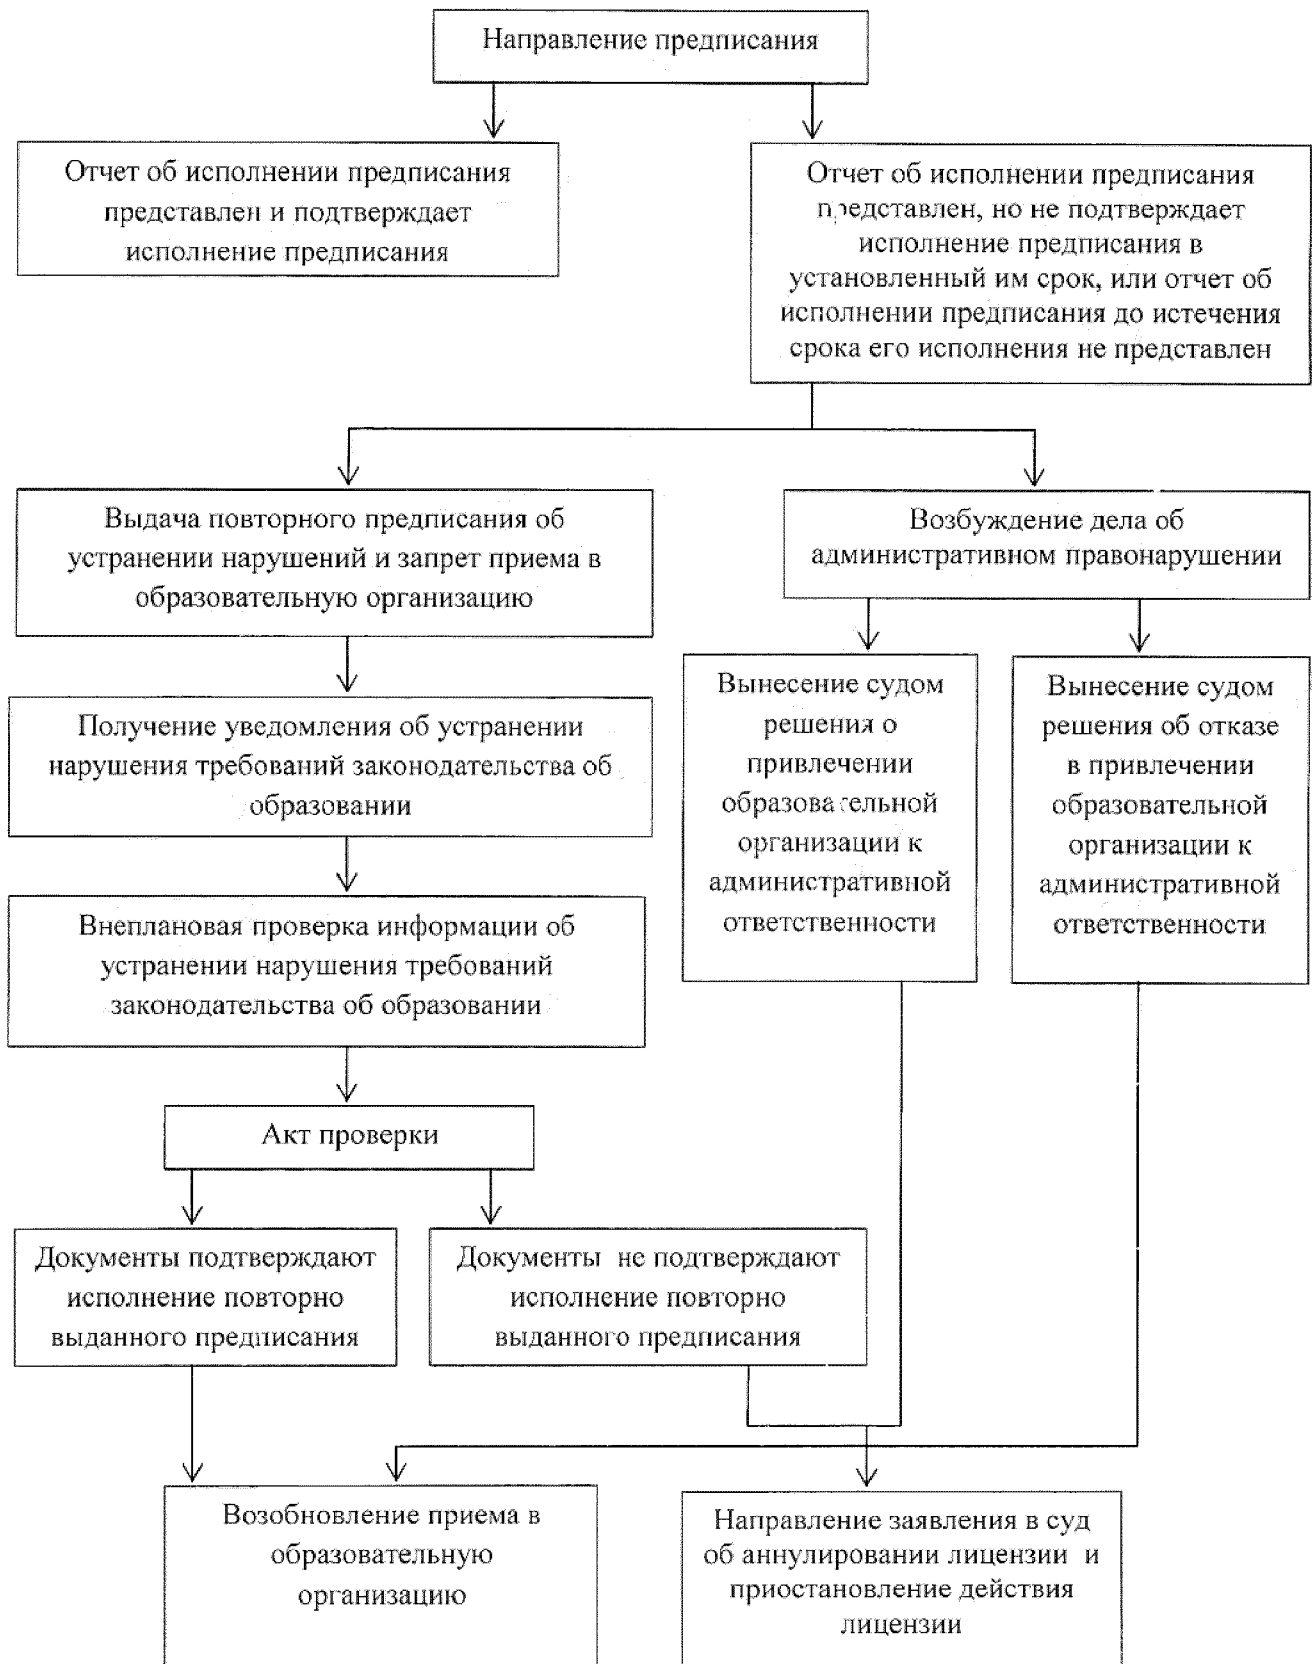 Направление предписания
Отчет об исполнении предписания
представлен и подтверждает
исполнение предписания
Отчет об исполнении предписания
представлен, но не подтверждает
исполнение предписания в
установленный им срок, или отчет об
исполнении предписания до истечения
срока его исполнения не представлен
Выдача повторного предписания об
устранении нарушений и запрет приема в
образовательную организацию
Возбуждение дела об
административном правонарушении
Получение уведомления об устранении
нарушения требований законодательства об
образовании
Вынесение судом
решения о
привлечении
образовательной
организации к
административной
ответственности
Вынесение судом
решения об отказе
в привлечении
образовательной
организации к
административной
ответственности
Внеплановая проверка информации об
устранении нарушения требований
законодательства об образовании
Акт проверки
Документы подтверждают
исполнение повторно
выданного предписания
Документы не подтверждают
исполнение повторно
выданного предписания
Возобновление приема в
образовательную
организацию
Направление заявления в суд
об аннулировании лицензии и
приостановление действия
лицензии